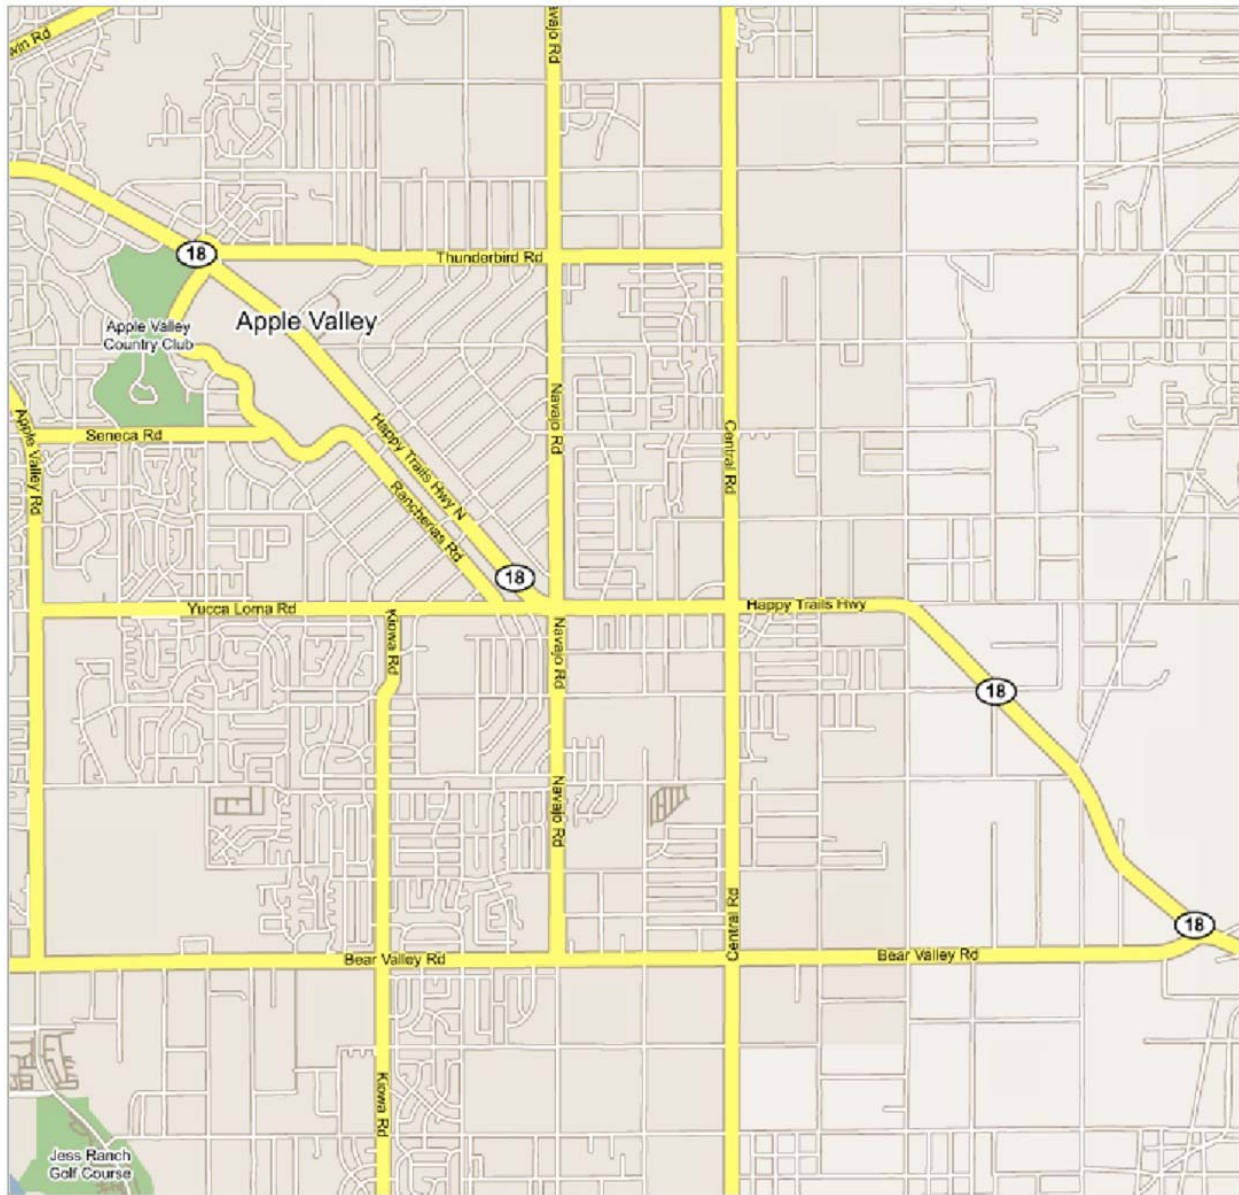 win Rd
avajo Rd
18
Thunderbird Rd
Apple Valley
Country Club
Apple Valley
Apple Valley Rd
Seneca Rd
Happy Trails Hwy N
Navajo Rd
Central Rd
Rancherias Rd
18
Yucca Loma Rd
Happy Trails Hwy
Kiowa Rd
Navajo Rd
18
Navajo Rd
Central Rd
18
Bear Valley Rd
Bear Valley Rd
Kiowa Rd
Jess Ranch
Golf Course